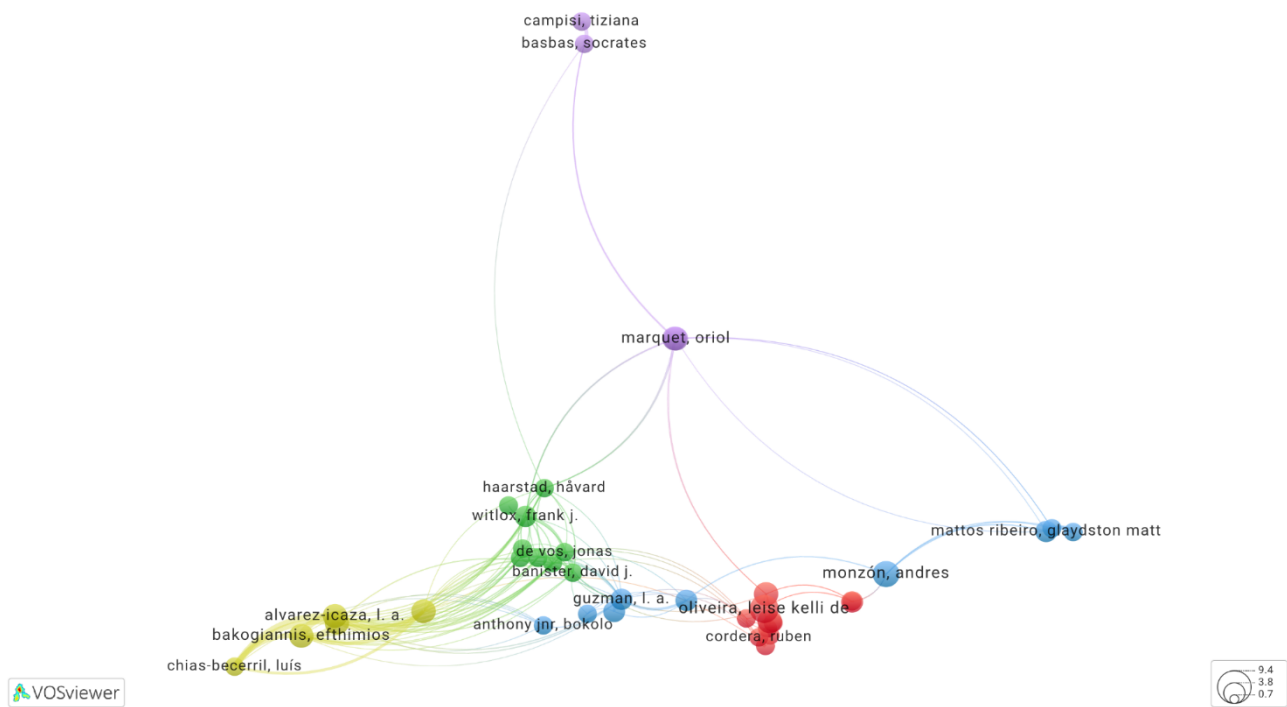 campisi, tiziana
basbas, socrates
marquet, oriol
haarstad, håvard
witlox, frank j.
mattos ribeiro, glaydston matt
de vos, jonas
banister, david j.
monzón, andres
guzman, l. a.
oliveira, leise kelli de
alvarez-icaza, l. a.
anthony jnr, bokolo
bakogiannis, efthimios
cordera, ruben
chias-becerril, luís
VOSviewer
9.4
3.8
0.7